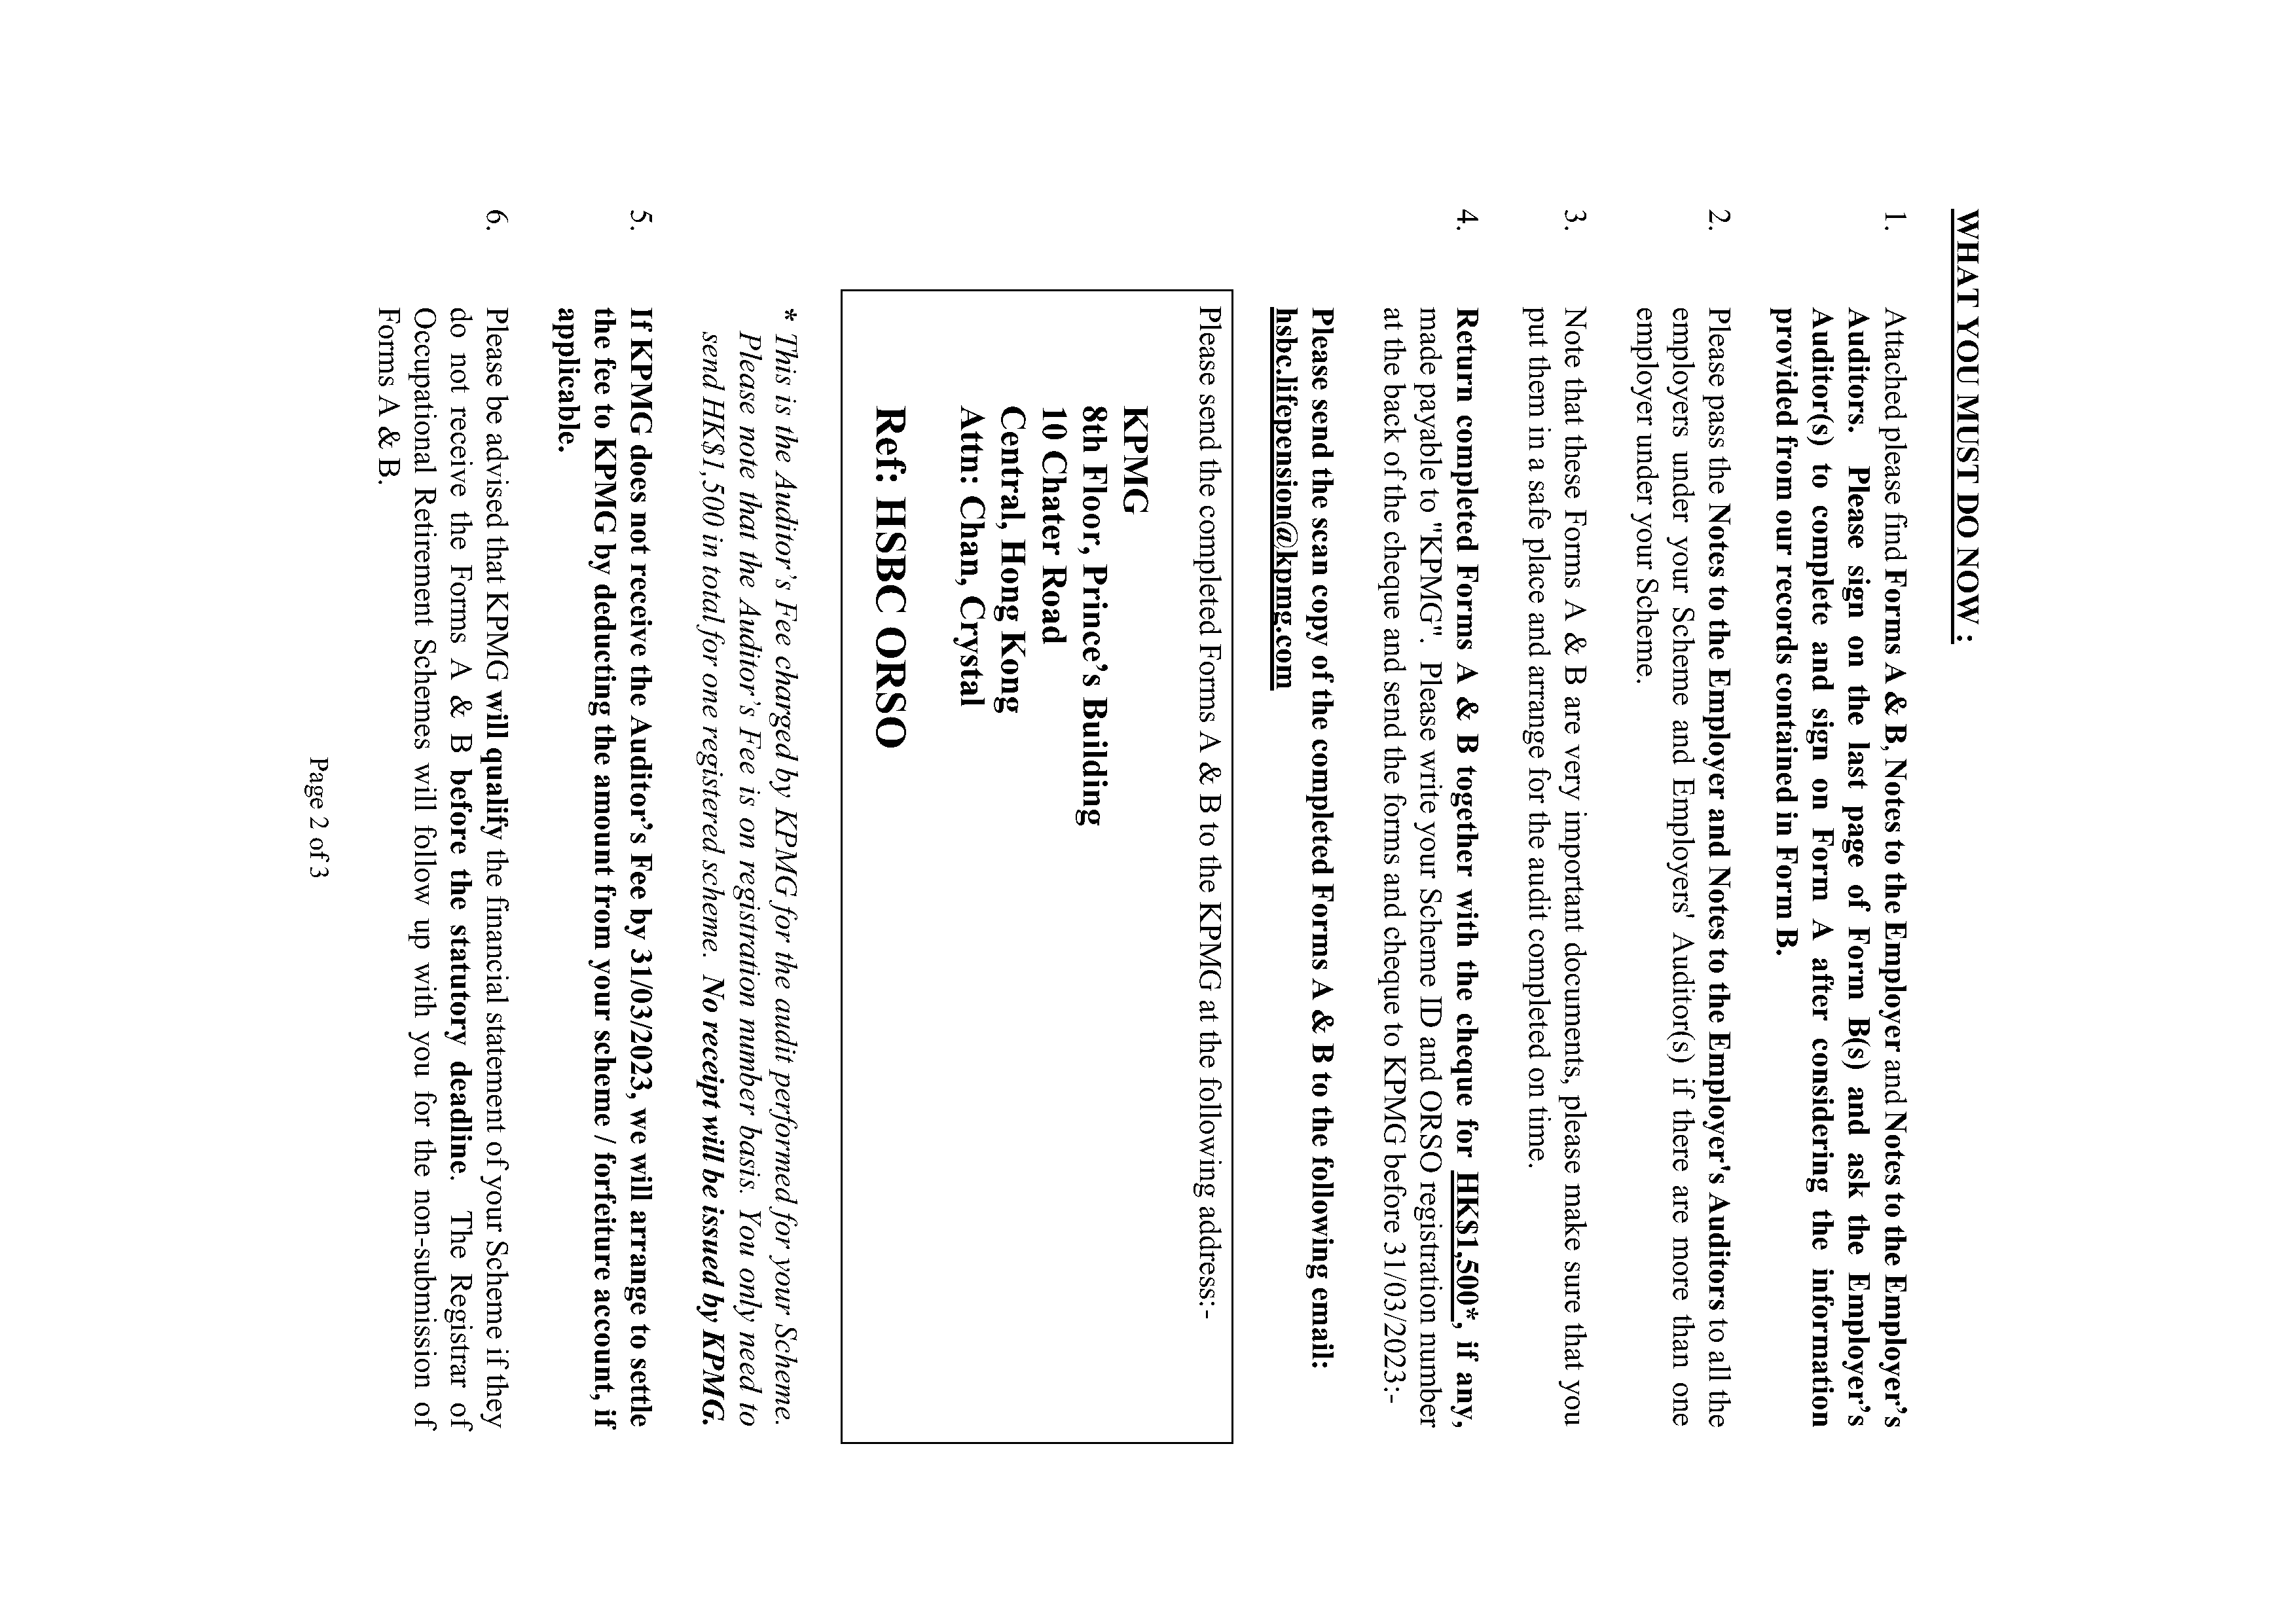 WHAT YOU MUST DO NOW :
1. Attached please find Forms A & B, Notes to the Employer and Notes to the Employer’s
Auditors. Please sign on the last page of Form B(s) and ask the Employer’s
Auditor(s) to complete and sign on Form A after considering the information
provided from our records contained in Form B.
2. Please pass the Notes to the Employer and Notes to the Employer's Auditors to all the
employers under your Scheme and Employers' Auditor(s) if there are more than one
employer under your Scheme.
3. Note that these Forms A & B are very important documents, please make sure that you
put them in a safe place and arrange for the audit completed on time.
4. Return completed Forms A & B together with the cheque for HK$1,500*, if any,
made payable to "KPMG". Please write your Scheme ID and ORSO registration number
at the back of the cheque and send the forms and cheque to KPMG before 31/03/2023:-
Please send the scan copy of the completed Forms A & B to the following email:
hsbc.lifepension@kpmg.com
Please send the completed Forms A & B to the KPMG at the following address:-
KPMG
8th Floor, Prince’s Building
10 Chater Road
Central, Hong Kong
Attn: Chan, Crystal
Ref: HSBC ORSO
* This is the Auditor’s Fee charged by KPMG for the audit performed for your Scheme.
Please note that the Auditor’s Fee is on registration number basis. You only need to
send HK$1,500 in total for one registered scheme. No receipt will be issued by KPMG.
5. If KPMG does not receive the Auditor’s Fee by 31/03/2023, we will arrange to settle
the fee to KPMG by deducting the amount from your scheme / forfeiture account, if
applicable.
6. Please be advised that KPMG will qualify the financial statement of your Scheme if they
do not receive the Forms A & B before the statutory deadline. The Registrar of
Occupational Retirement Schemes will follow up with you for the non-submission of
Forms A & B.
Page 2 of 3